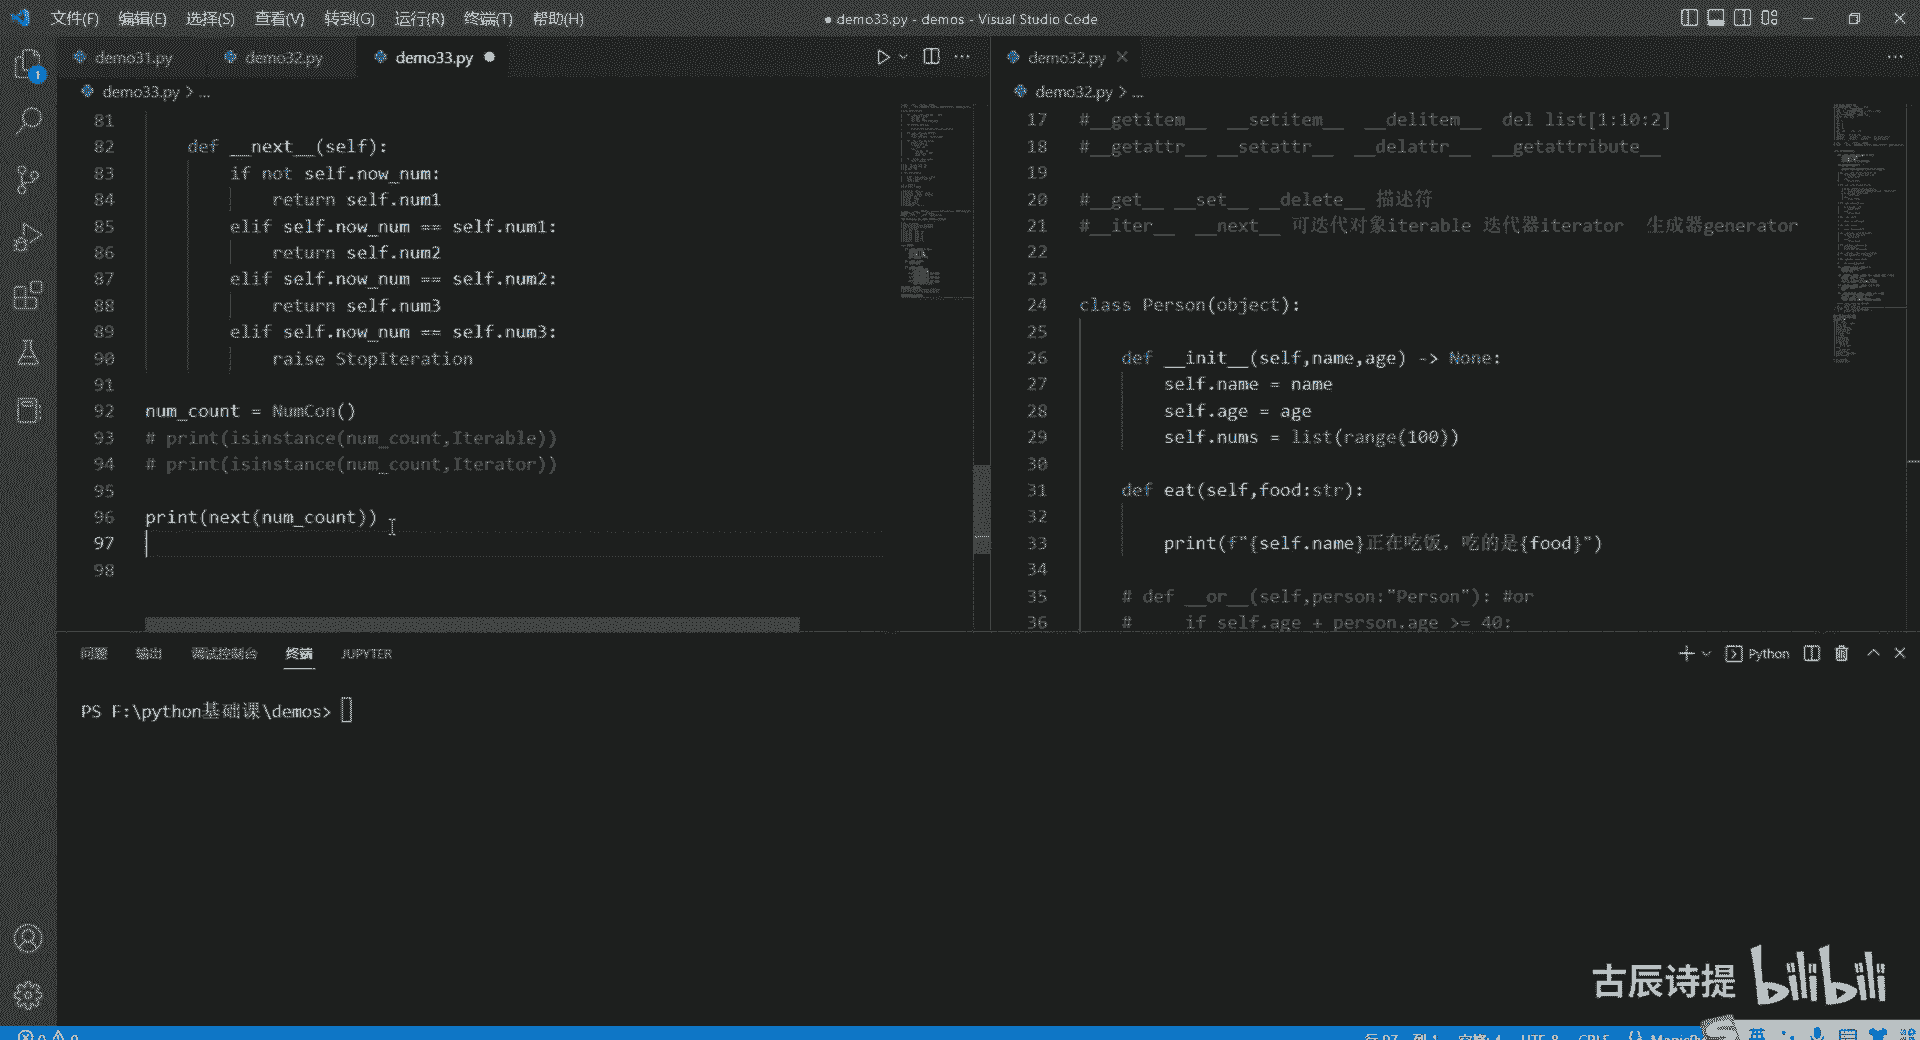 文件(F) 编辑(E) 选择(S) 查看(V) 转到(G) 运行(R) 终端(T) 帮助(H)
● demo33.py - demos - Visual Studio Code
demo31.py demo32.py demo33.py ●
demo33.py > ...
81
82 def __next__(self):
83 if not self.now_num:
84 return self.num1
85 elif self.now_num == self.num1:
86 return self.num2
87 elif self.now_num == self.num2:
88 return self.num3
89 elif self.now_num == self.num3:
90 raise StopIteration
91
92 num_count = NumCon()
93 # print(isinstance(num_count,Iterable))
94 # print(isinstance(num_count,Iterator))
95
96 print(next(num_count))
97
98
demo32.py
demo32.py > ...
17 #__getitem__ __setitem__ __delitem__ del list[1:10:2]
18 #__getattr__ __setattr__ __delattr__ __getattribute__
19
20 #__get__ __set__ __delete__ 描述符
21 #__iter__ __next__ 可迭代对象iterable 迭代器iterator 生成器generator
22
23
24 class Person(object):
25
26 def __init__(self,name,age) -> None:
27 self.name = name
28 self.age = age
29 self.nums = list(range(100))
30
31 def eat(self,food:str):
32
33 print(f"{self.name}正在吃饭，吃的是{food}")
34
35 # def __or__(self,person:"Person"): #or
36 # if self.age + person.age >= 40:
问题 输出 调试控制台 终端 JUPYTER
Python
PS F:\python基础课\demos>
古辰诗提 bilibili
行 97, 列 1 空格: 4 UTF-8 CRLF
英